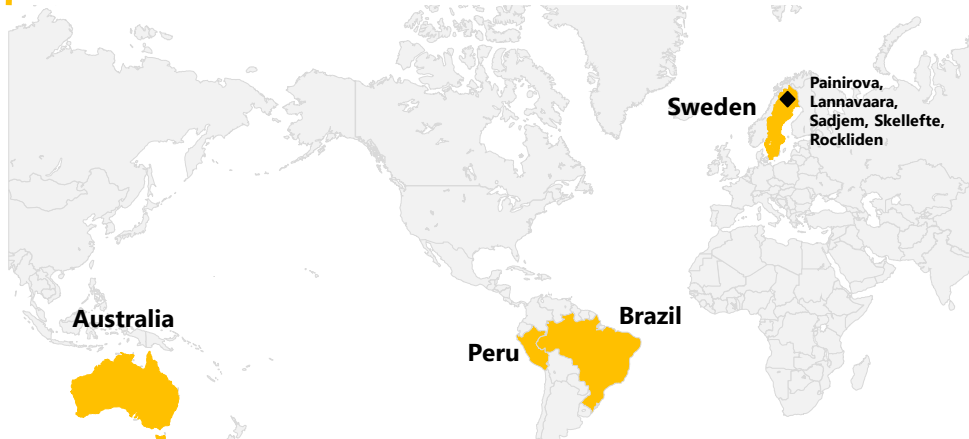 Painirova,
Lannavaara,
Sadjem, Skellefte,
Rockliden
Sweden
Australia
Brazil
Peru